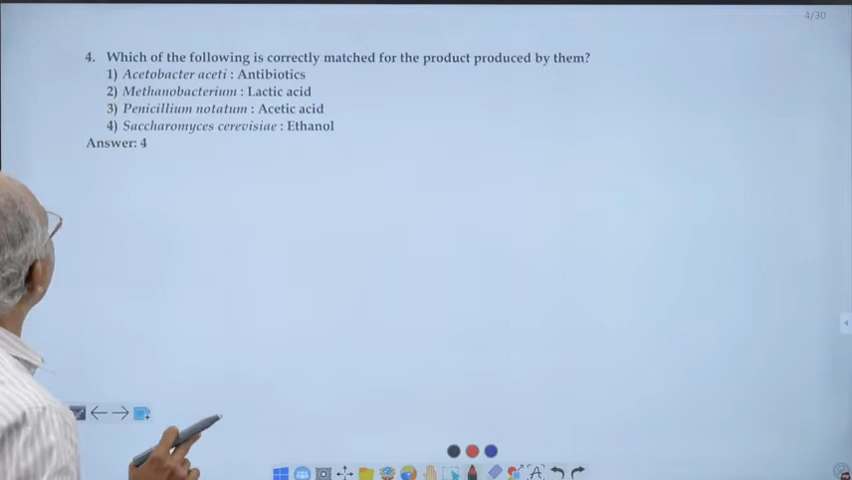 4/30
4. Which of the following is correctly matched for the product produced by them?
1) Acetobacter aceti : Antibiotics
2) Methanobacterium : Lactic acid
3) Penicillium notatum : Acetic acid
4) Saccharomyces cerevisiae : Ethanol
Answer: 4